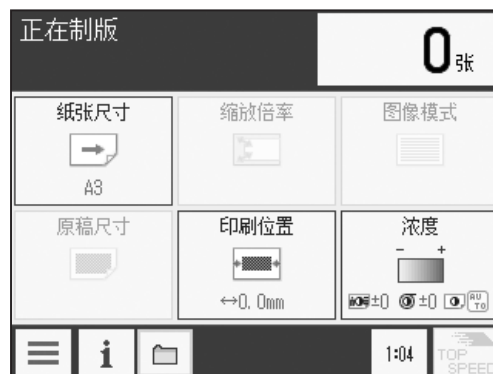 正在制版
0张
纸张尺寸
缩放倍率
图像模式
A3
原稿尺寸
印刷位置
浓度
- +
↔0.0mm
±0 ±0 AUTO
i
1:04
TOP
SPEED